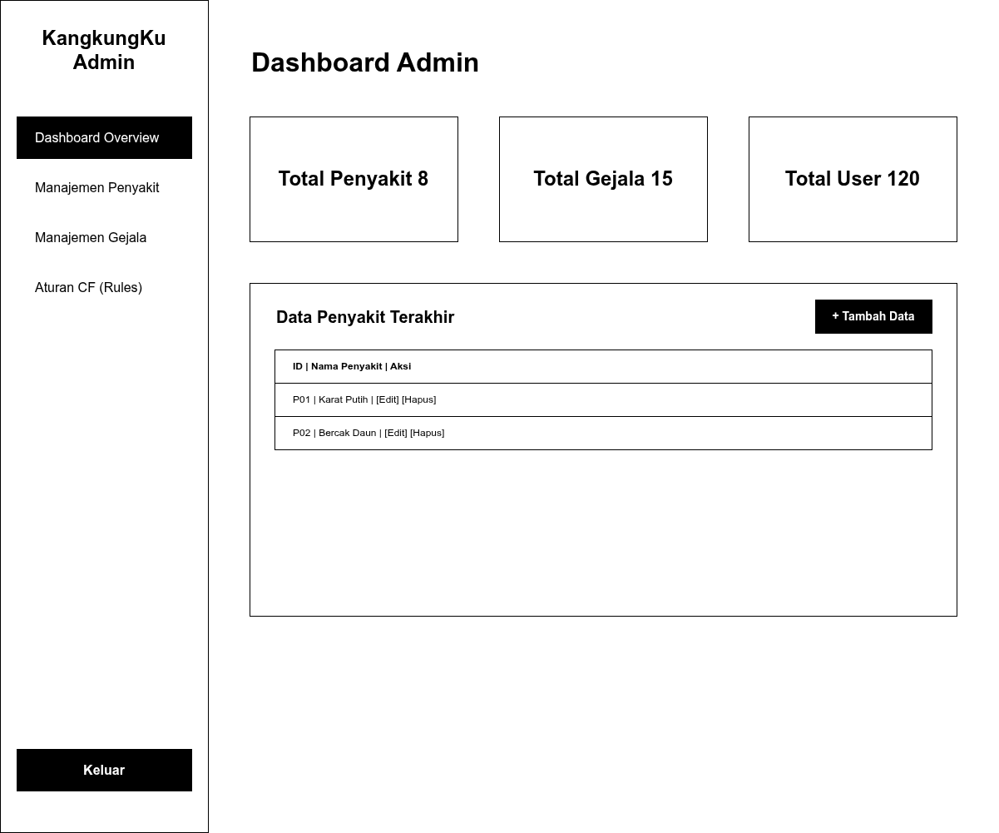 KangkungKu
Admin
Dashboard Overview
Manajemen Penyakit
Manajemen Gejala
Aturan CF (Rules)
Keluar
Dashboard Admin
Total Penyakit 8
Total Gejala 15
Total User 120
Data Penyakit Terakhir
+ Tambah Data
ID | Nama Penyakit | Aksi
P01 | Karat Putih | [Edit] [Hapus]
P02 | Bercak Daun | [Edit] [Hapus]